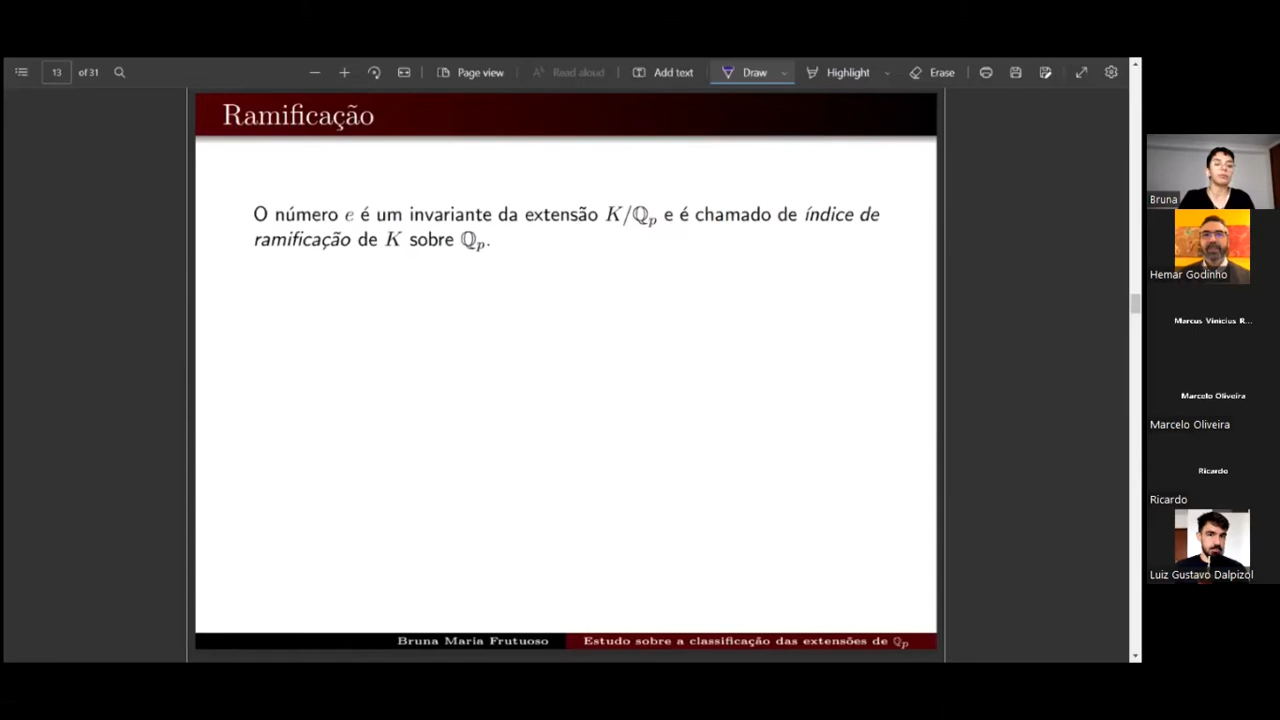 13 of 31
Page view
Read aloud
Add text
Draw
Highlight
Erase
Ramificação
O número e é um invariante da extensão K/ℚₚ e é chamado de índice de
ramificação de K sobre ℚₚ.
Bruna Maria Frutuoso
Estudo sobre a classificação das extensões de ℚₚ
Bruna
Hemar Godinho
Marcus Vinicius R...
Marcelo Oliveira
Marcelo Oliveira
Ricardo
Ricardo
Luiz Gustavo Dalpizol